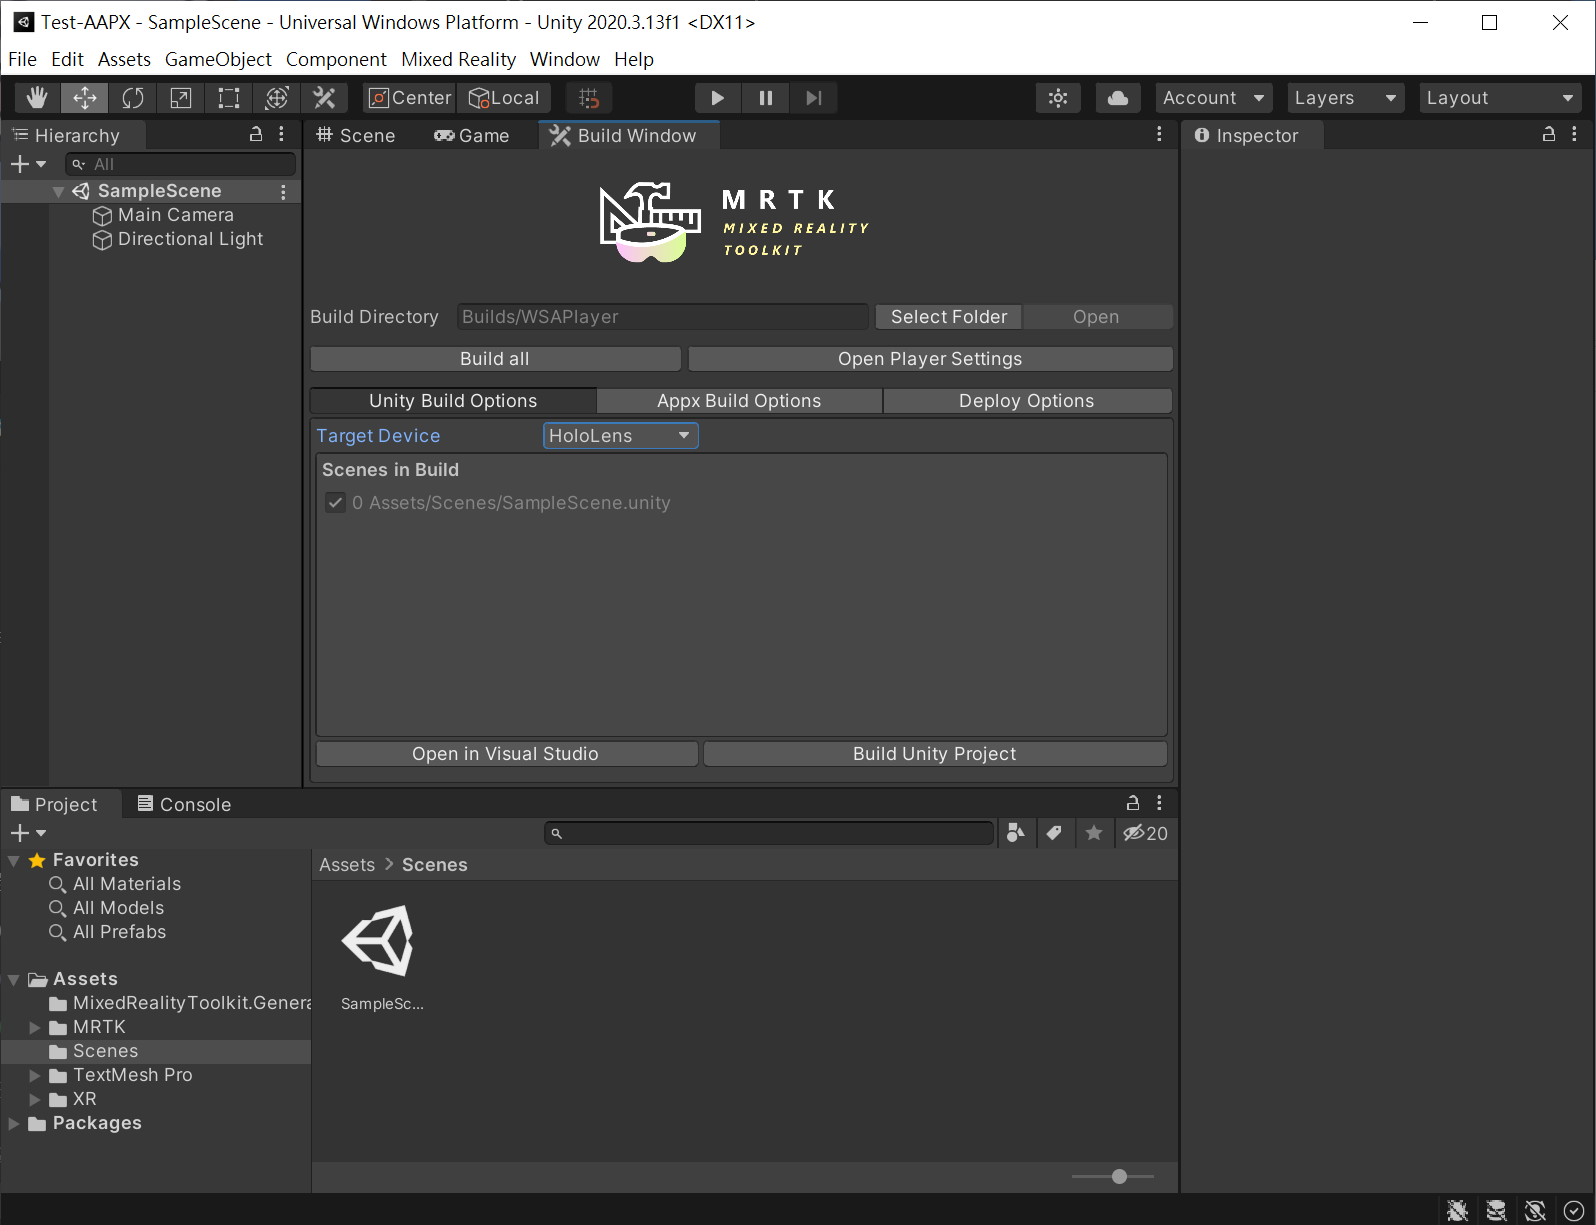 Test-AAPX - SampleScene - Universal Windows Platform - Unity 2020.3.13f1 <DX11>
File Edit Assets GameObject Component Mixed Reality Window Help
Center Local Account Layers Layout
Hierarchy
All
SampleScene
Main Camera
Directional Light
Scene Game Build Window
MRTK
MIXED REALITY
TOOLKIT
Build Directory Builds/WSAPlayer Select Folder Open
Build all Open Player Settings
Unity Build Options Appx Build Options Deploy Options
Target Device HoloLens
Scenes in Build
0 Assets/Scenes/SampleScene.unity
Open in Visual Studio Build Unity Project
Inspector
Project Console
20
Favorites
All Materials
All Models
All Prefabs
Assets
MixedRealityToolkit.Genera
MRTK
Scenes
TextMesh Pro
XR
Packages
Assets > Scenes
SampleSc...